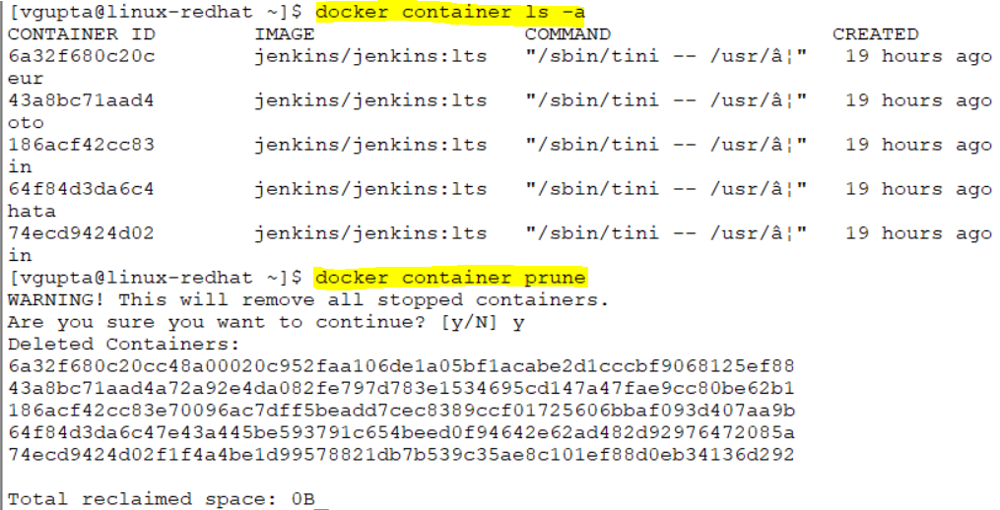 [vgupta@linux-redhat ~]$ docker container ls -a
CONTAINER ID IMAGE COMMAND CREATED
6a32f680c20c jenkins/jenkins:lts "/sbin/tini -- /usr/â¦" 19 hours ago
eur
43a8bc71aad4 jenkins/jenkins:lts "/sbin/tini -- /usr/â¦" 19 hours ago
oto
186acf42cc83 jenkins/jenkins:lts "/sbin/tini -- /usr/â¦" 19 hours ago
in
64f84d3da6c4 jenkins/jenkins:lts "/sbin/tini -- /usr/â¦" 19 hours ago
hata
74ecd9424d02 jenkins/jenkins:lts "/sbin/tini -- /usr/â¦" 19 hours ago
in
[vgupta@linux-redhat ~]$ docker container prune
WARNING! This will remove all stopped containers.
Are you sure you want to continue? [y/N] y
Deleted Containers:
6a32f680c20cc48a00020c952faa106de1a05bf1acabe2d1cccbf9068125ef88
43a8bc71aad4a72a92e4da082fe797d783e1534695cd147a47fae9cc80be62b1
186acf42cc83e70096ac7dff5beadd7cec8389ccf01725606bbaf093d407aa9b
64f84d3da6c47e43a445be593791c654beed0f94642e62ad482d92976472085a
74ecd9424d02f1f4a4be1d99578821db7b539c35ae8c101ef88d0eb34136d292
Total reclaimed space: 0B